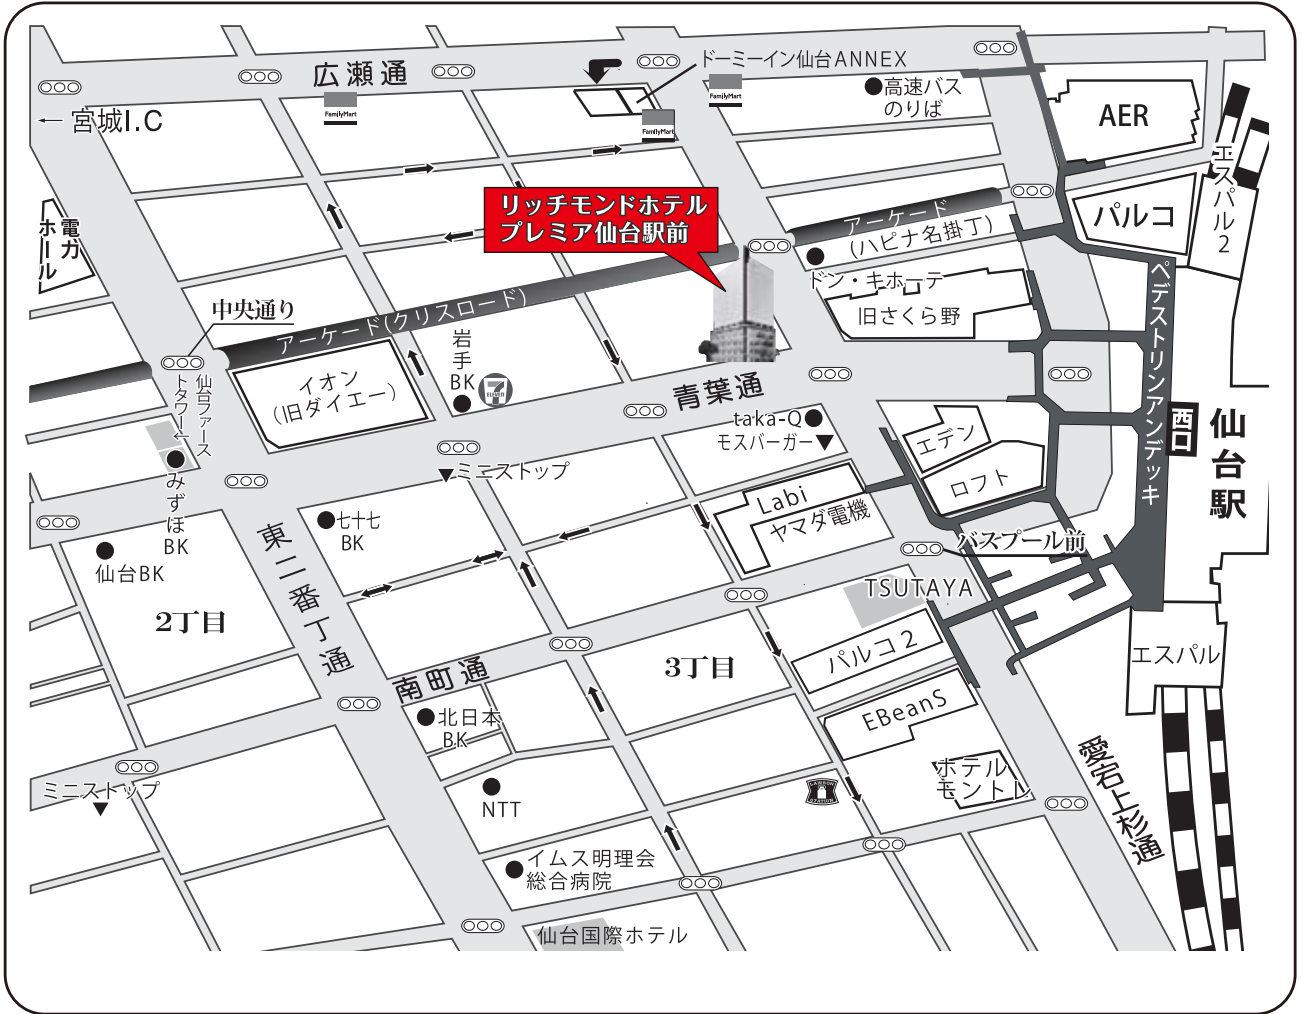 広瀬通
ドーミーイン仙台ANNEX
FamilyMart
FamilyMart
FamilyMart
高速バス
のりば
AER
← 宮城I.C
エスパル2
パルコ
電力
ホール
リッチモンドホテル
プレミア仙台駅前
アーケード
(ハピナ名掛丁)
ドン・キホーテ
旧さくら野
ペデストリアンデッキ
中央通り
アーケード(クリスロード)
岩手
BK
7
ELEVEN
イオン
(旧ダイエー)
仙台ファース
トタワー←
青葉通
taka-Q
モスバーガー
エデン
ロフト
西口
仙台駅
ミニストップ
みずほ
BK
Labi
ヤマダ電機
七十七
BK
仙台BK
東二番丁通
バスプール前
TSUTAYA
2丁目
3丁目
南町通
パルコ2
エスパル
北日本
BK
EBeanS
NTT
ミニストップ
LAWSON
STATION
ホテル
モントレ
愛宕上杉通
イムス明理会
総合病院
仙台国際ホテル